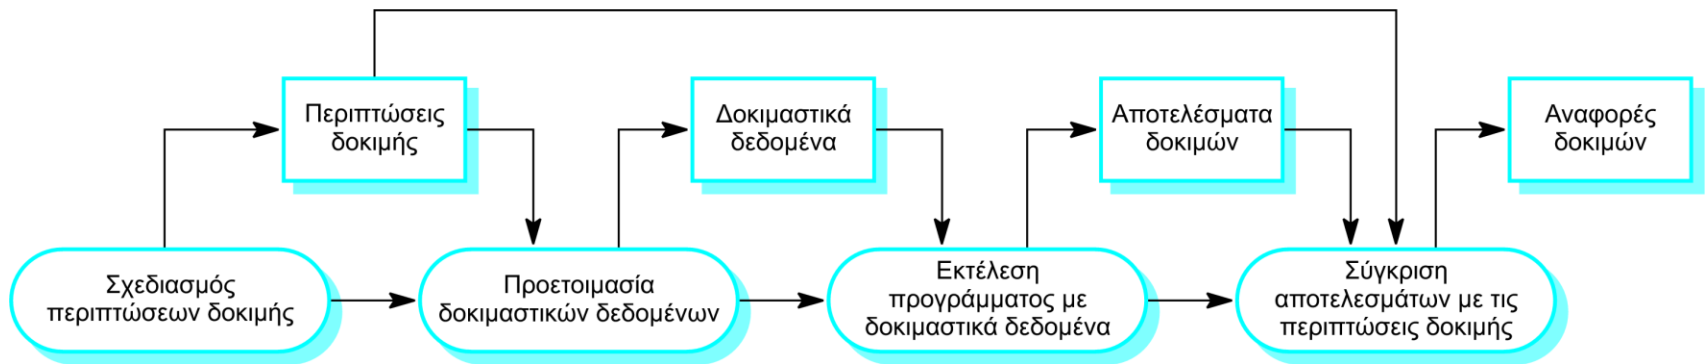 Περιπτώσεις
δοκιμής
Δοκιμαστικά
δεδομένα
Αποτελέσματα
δοκιμών
Αναφορές
δοκιμών
Σχεδιασμός
περιπτώσεων δοκιμής
Προετοιμασία
δοκιμαστικών δεδομένων
Εκτέλεση
προγράμματος με
δοκιμαστικά δεδομένα
Σύγκριση
αποτελεσμάτων με τις
περιπτώσεις δοκιμής